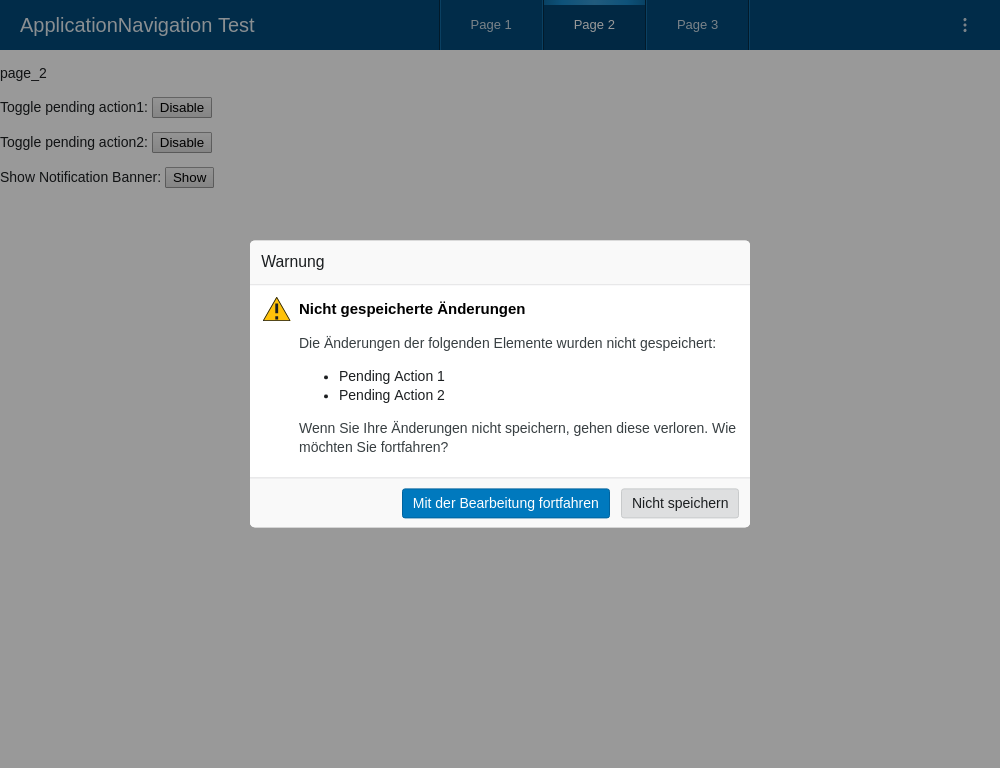 ApplicationNavigation Test
Page 1
Page 2
Page 3
page_2
Toggle pending action1: Disable
Toggle pending action2: Disable
Show Notification Banner: Show
Warnung
Nicht gespeicherte Änderungen
Die Änderungen der folgenden Elemente wurden nicht gespeichert:
• Pending Action 1
• Pending Action 2
Wenn Sie Ihre Änderungen nicht speichern, gehen diese verloren. Wie
möchten Sie fortfahren?
Mit der Bearbeitung fortfahren
Nicht speichern